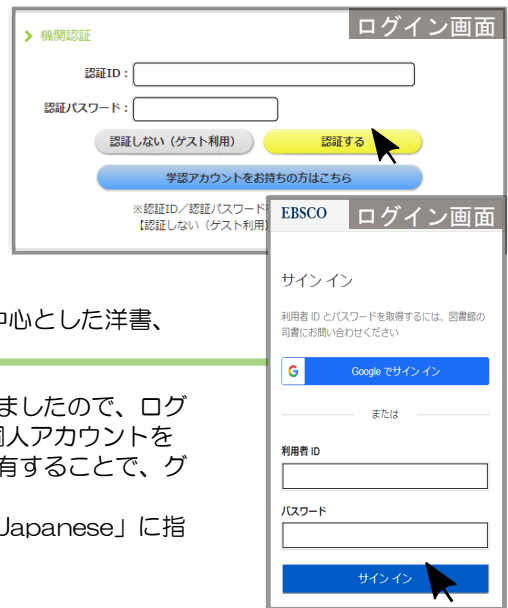 ログイン画面
機関認証
認証ID：
認証パスワード：
認証しない（ゲスト利用）
認証する
学認アカウントをお持ちの方はこちら
※認証ID／認証パスワード
【認証しない（ゲスト利用）
EBSCO
ログイン画面
サインイン
利用者 ID とパスワードを取得するには、図書館の
司書にお問い合わせください
G
Google でサインイン
または
利用者 ID
パスワード
サインイン
中心とした洋書、
ましたので、ログ
個人アカウントを
有することで、グ
Japanese」に指